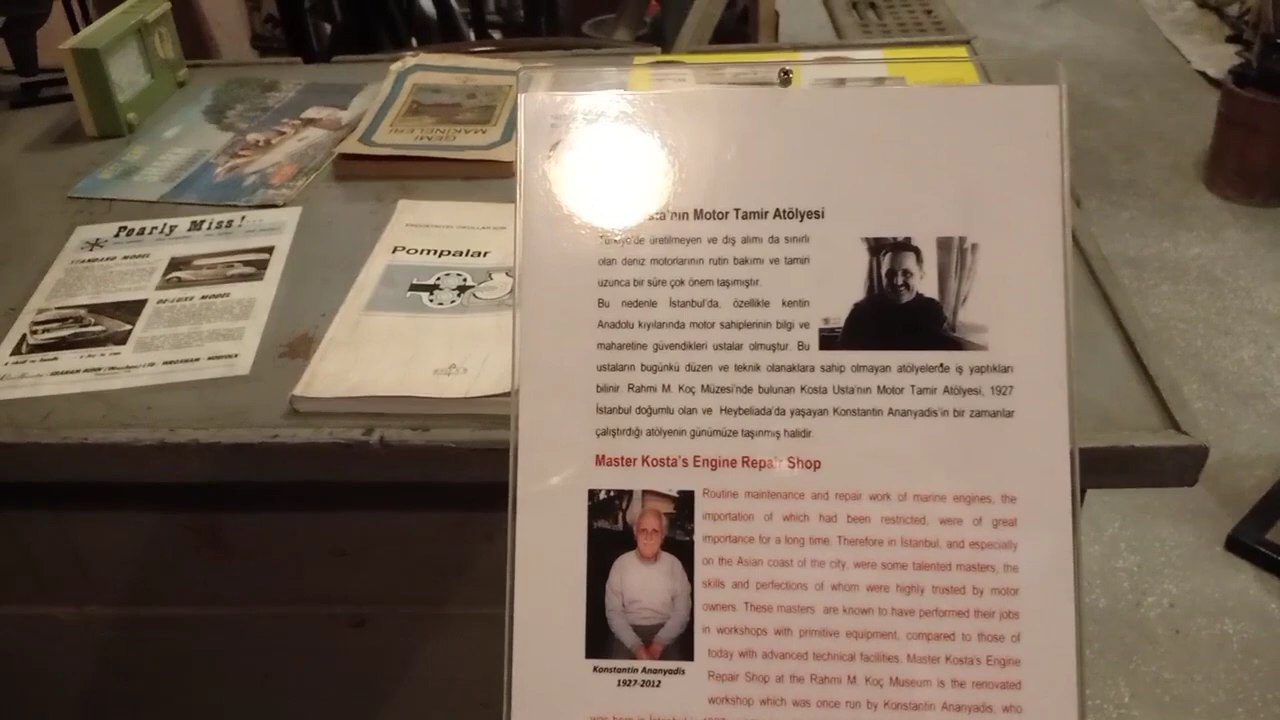 GEMİ
MAKİNELERİ
Pearly Miss!
STANDARD MODEL
DE-LUXE MODEL
Pompalar
Usta'nın Motor Tamir Atölyesi
Türkiye'de üretilmeyen ve dış alımı da sınırlı
olan deniz motorlarının rutin bakımı ve tamiri
uzunca bir süre çok önem taşımıştır.
Bu nedenle İstanbul'da, özellikle kentin
Anadolu kıyılarında motor sahiplerinin bilgi ve
maharetine güvendikleri ustalar olmuştur. Bu
ustaların bugünkü düzen ve teknik olanaklara sahip olmayan atölyelerde iş yaptıkları
bilinir. Rahmi M. Koç Müzesi'nde bulunan Kosta Usta'nın Motor Tamir Atölyesi, 1927
İstanbul doğumlu olan ve Heybeliada'da yaşayan Konstantin Ananyadis'in bir zamanlar
çalıştırdığı atölyenin günümüze taşınmış halidir.
Master Kosta's Engine Repair Shop
Routine maintenance and repair work of marine engines, the
importation of which had been restricted, were of great
importance for a long time. Therefore in İstanbul, and especially
on the Asian coast of the city, were some talented masters, the
skills and perfections of whom were highly trusted by motor
owners. These masters are known to have performed their jobs
in workshops with primitive equipment, compared to those of
today with advanced technical facilities. Master Kosta's Engine
Repair Shop at the Rahmi M. Koç Museum is the renovated
workshop which was once run by Konstantin Ananyadis, who
Konstantin Ananyadis
1927-2012